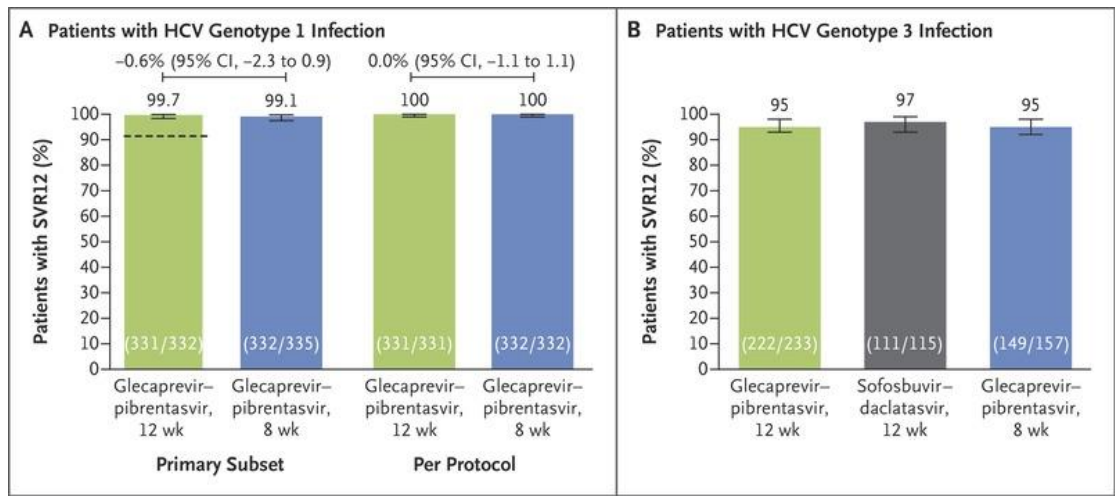 A Patients with HCV Genotype 1 Infection
–0.6% (95% CI, –2.3 to 0.9)
0.0% (95% CI, –1.1 to 1.1)
99.7
99.1
100
100
Patients with SVR12 (%)
100
90
80
70
60
50
40
30
20
10
0
(331/332)
(332/335)
(331/331)
(332/332)
Glecaprevir–
pibrentasvir,
12 wk
Glecaprevir–
pibrentasvir,
8 wk
Glecaprevir–
pibrentasvir,
12 wk
Glecaprevir–
pibrentasvir,
8 wk
Primary Subset
Per Protocol
B Patients with HCV Genotype 3 Infection
95
97
95
Patients with SVR12 (%)
100
90
80
70
60
50
40
30
20
10
0
(222/233)
(111/115)
(149/157)
Glecaprevir–
pibrentasvir,
12 wk
Sofosbuvir–
daclatasvir,
12 wk
Glecaprevir–
pibrentasvir,
8 wk